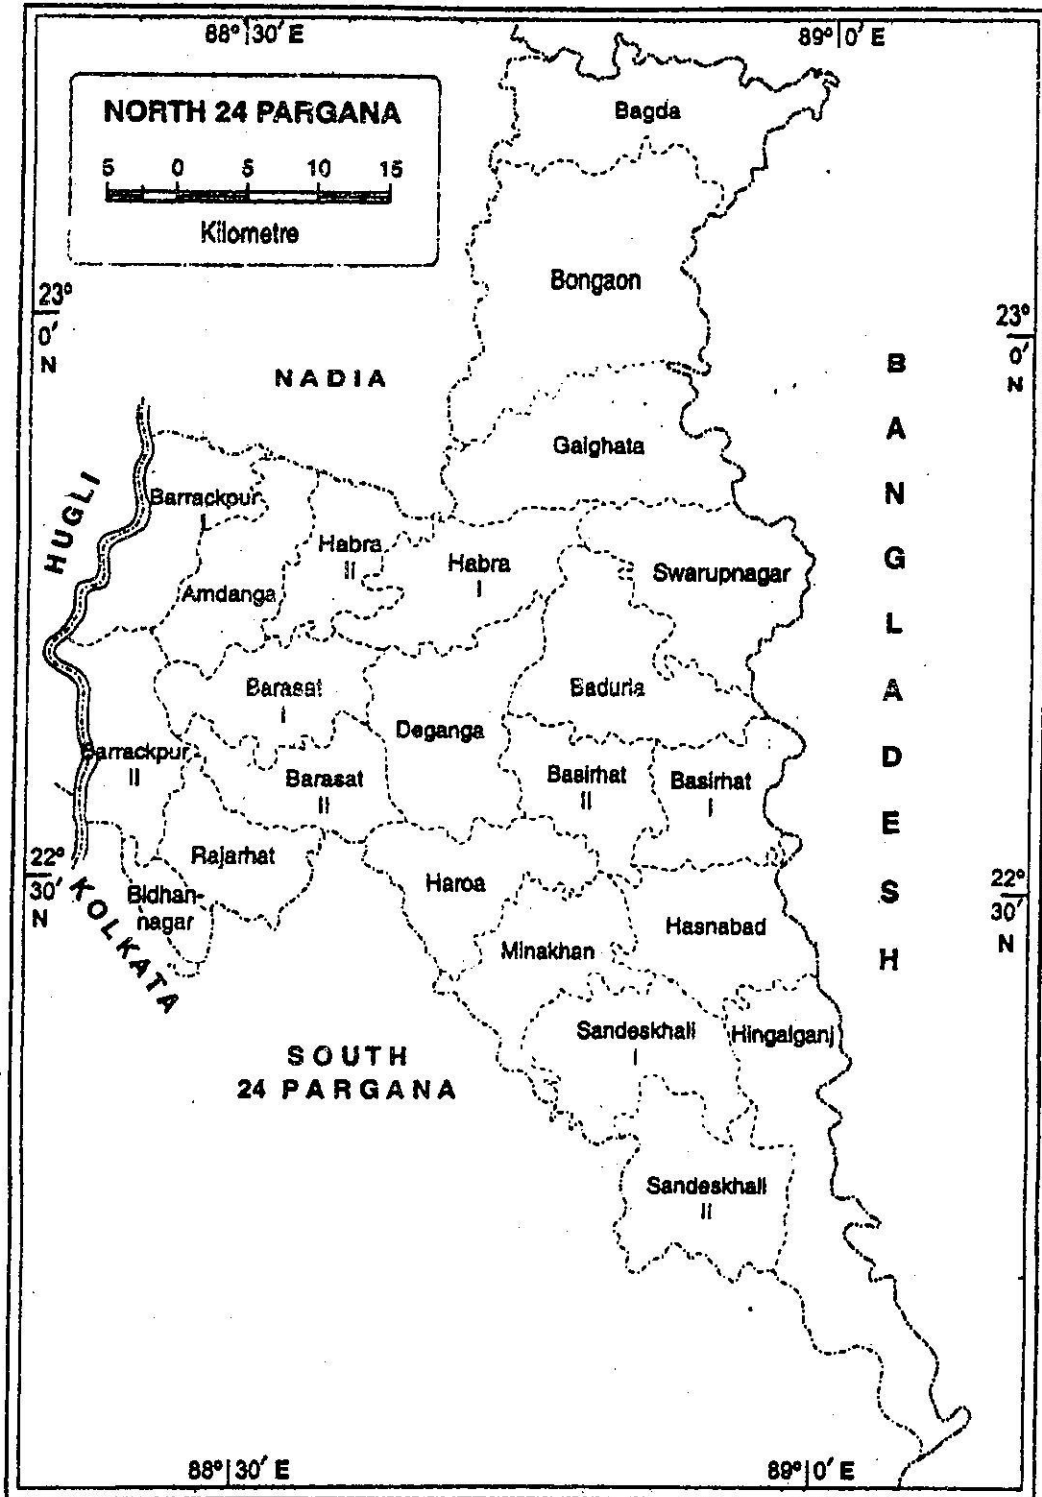 88° 30′ E
89° 0′ E
NORTH 24 PARGANA
5 0 5 10 15
Kilometre
Bagda
Bongaon
23°
0′
N
23°
0′
N
NADIA
BANGLADESH
Gaighata
HUGLI
Barrackpur
I
Habra
II
Habra
I
Swarupnagar
Amdanga
Barasat
I
Baduria
Deganga
Barrackpur
II
Barasat
II
Basirhat
II
Basirhat
I
Rajarhat
22°
30′
N
22°
30′
N
Haroa
Bidhan-
nagar
KOLKATA
Minakhan
Hasnabad
Sandeskhali
I
Hingalganj
SOUTH
24 PARGANA
Sandeskhali
II
88° 30′ E
89° 0′ E